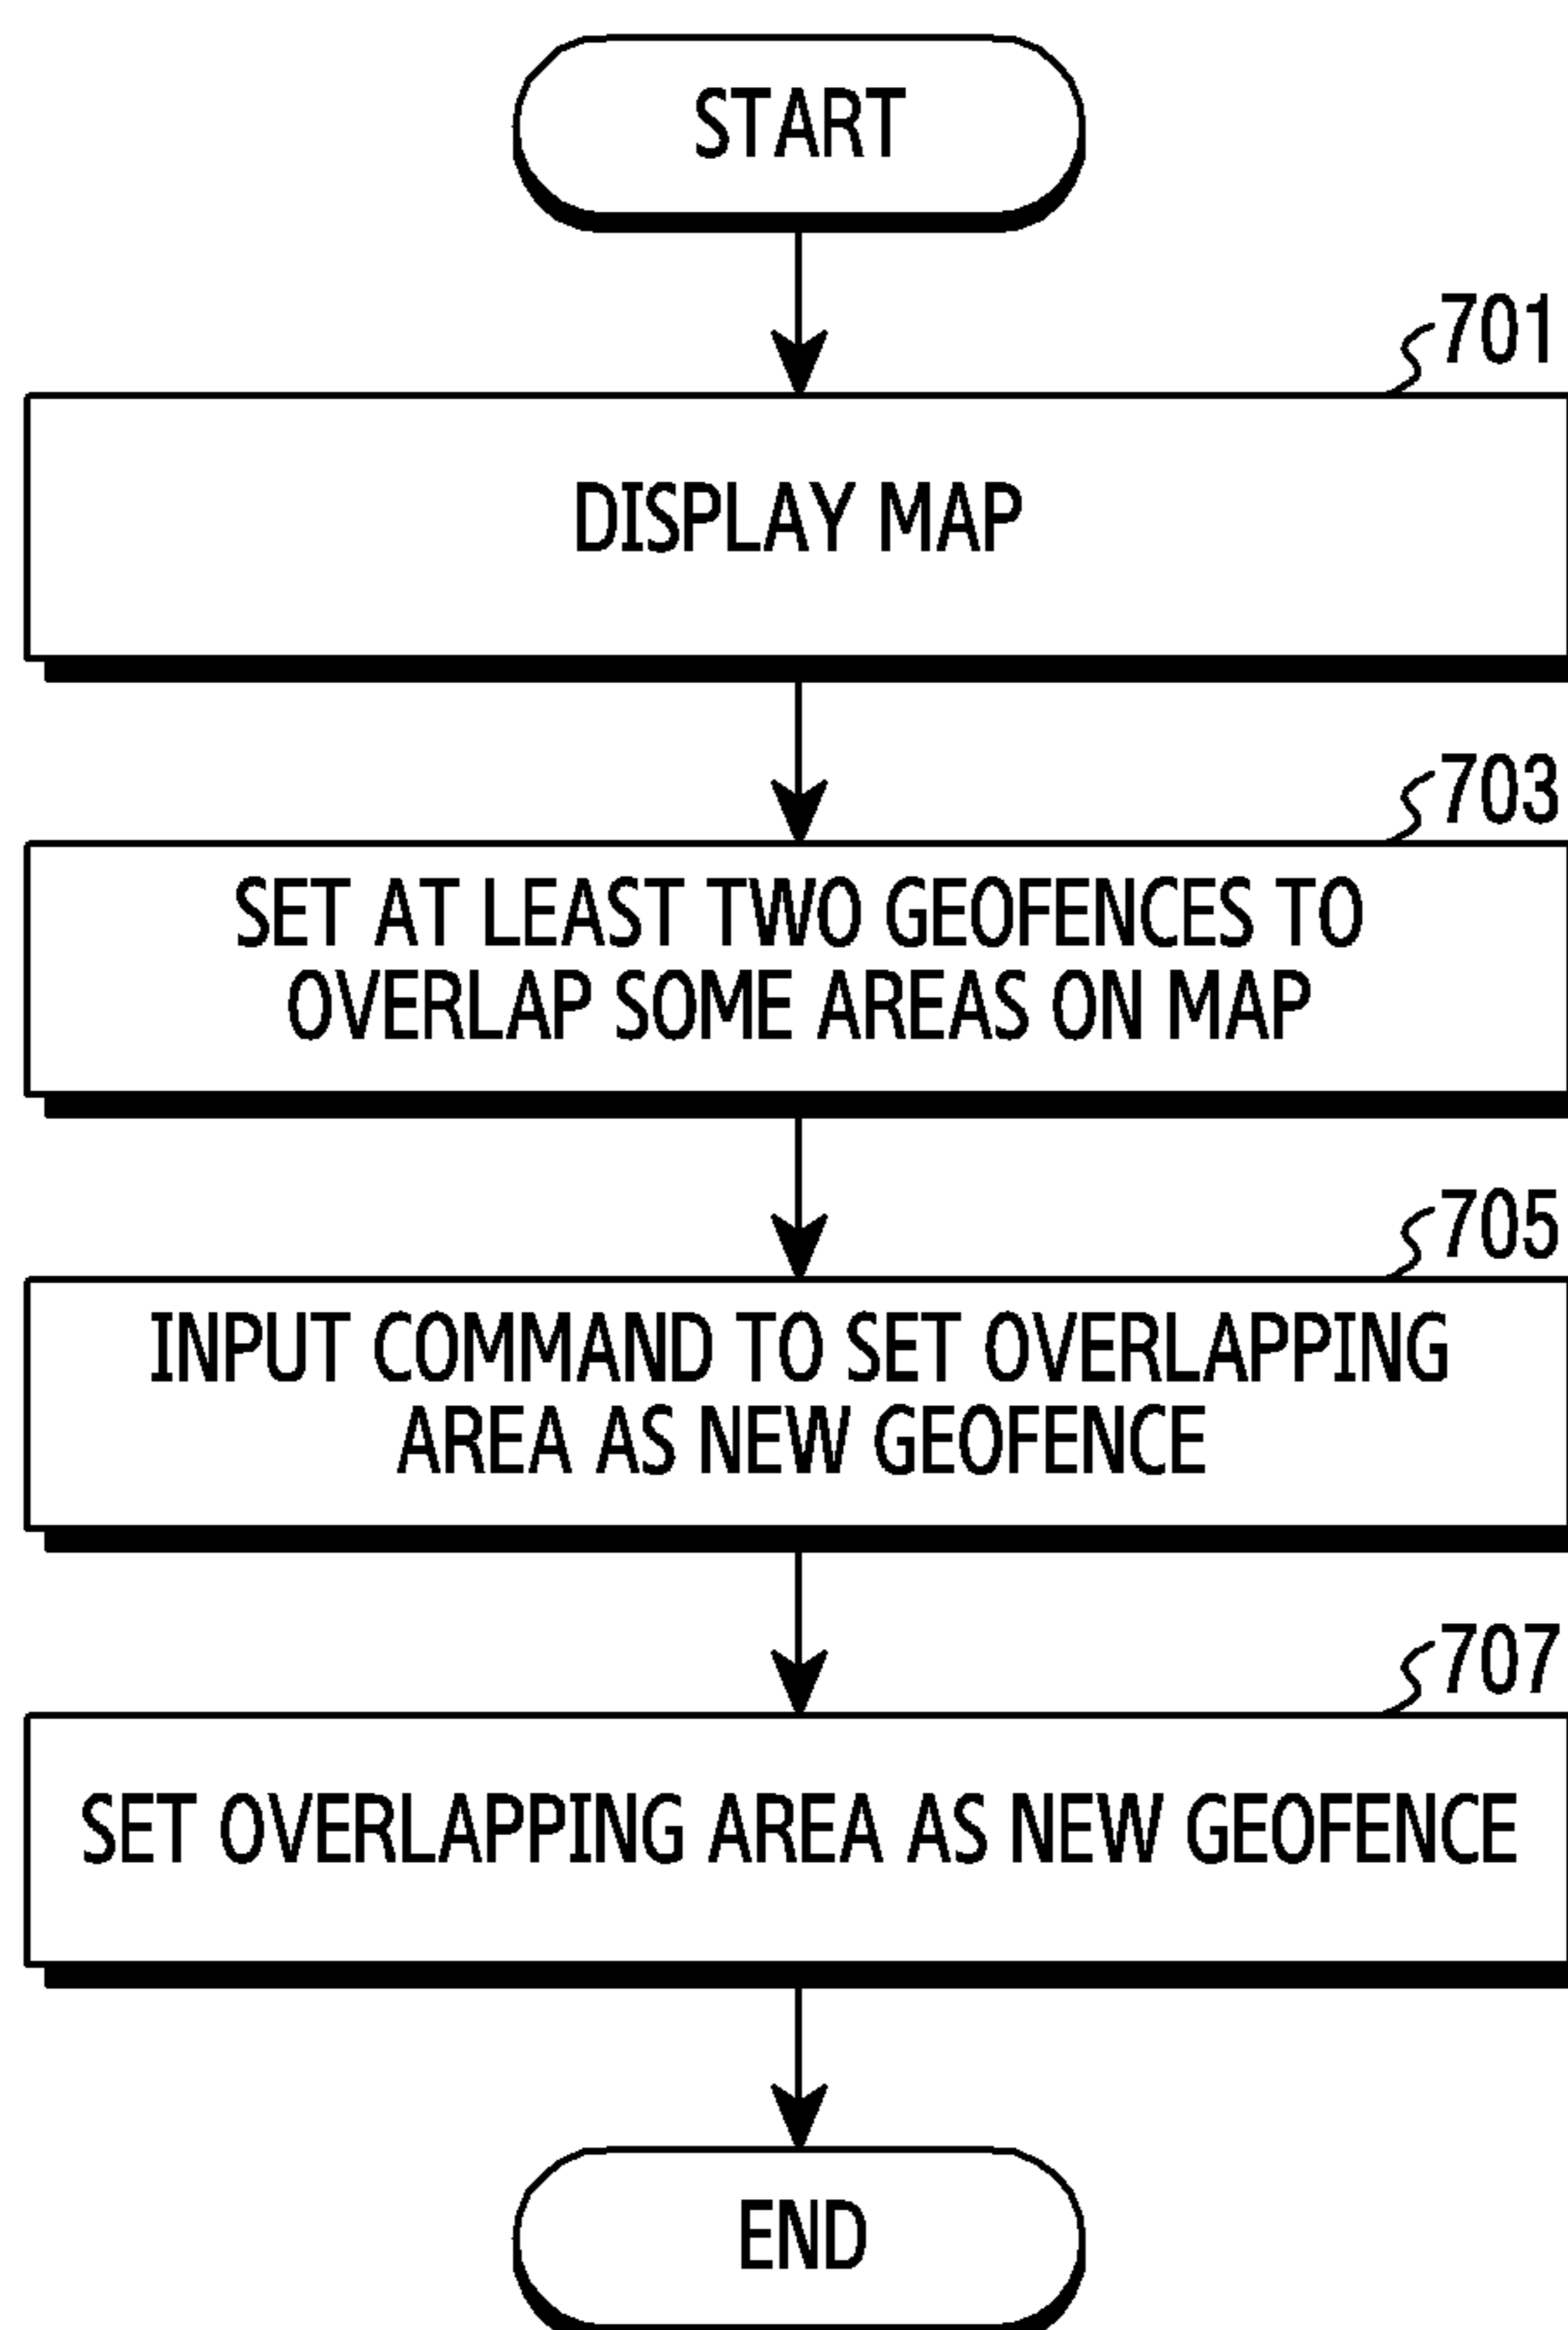 START
701
DISPLAY MAP
703
SET AT LEAST TWO GEOFENCES TO
OVERLAP SOME AREAS ON MAP
705
INPUT COMMAND TO SET OVERLAPPING
AREA AS NEW GEOFENCE
707
SET OVERLAPPING AREA AS NEW GEOFENCE
END